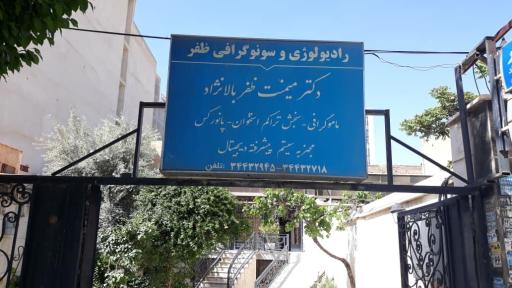 رادیولوژی و سونوگرافی ظفر
دکتر میمنت ظفر بالانژاد
ماموگرافی - سنجش تراکم استخوان - پانورکس
مجهز به سیستم پیشرفته دیجیتال
تلفن: ۳۴۴۳۲۹۴۵-۳۴۴۳۲۷۱۸